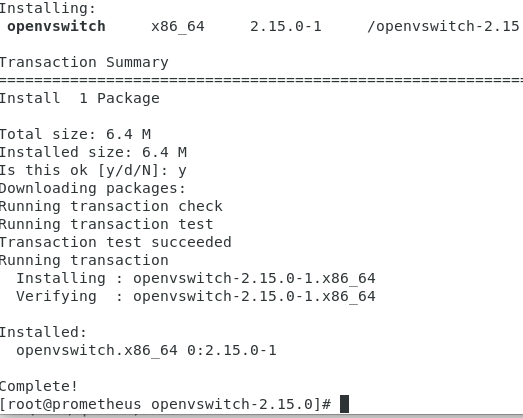 Installing:
openvswitch x86_64 2.15.0-1 /openvswitch-2.15
Transaction Summary
================================================================
Install 1 Package
Total size: 6.4 M
Installed size: 6.4 M
Is this ok [y/d/N]: y
Downloading packages:
Running transaction check
Running transaction test
Transaction test succeeded
Running transaction
Installing : openvswitch-2.15.0-1.x86_64
Verifying : openvswitch-2.15.0-1.x86_64
Installed:
openvswitch.x86_64 0:2.15.0-1
Complete!
[root@prometheus openvswitch-2.15.0]#